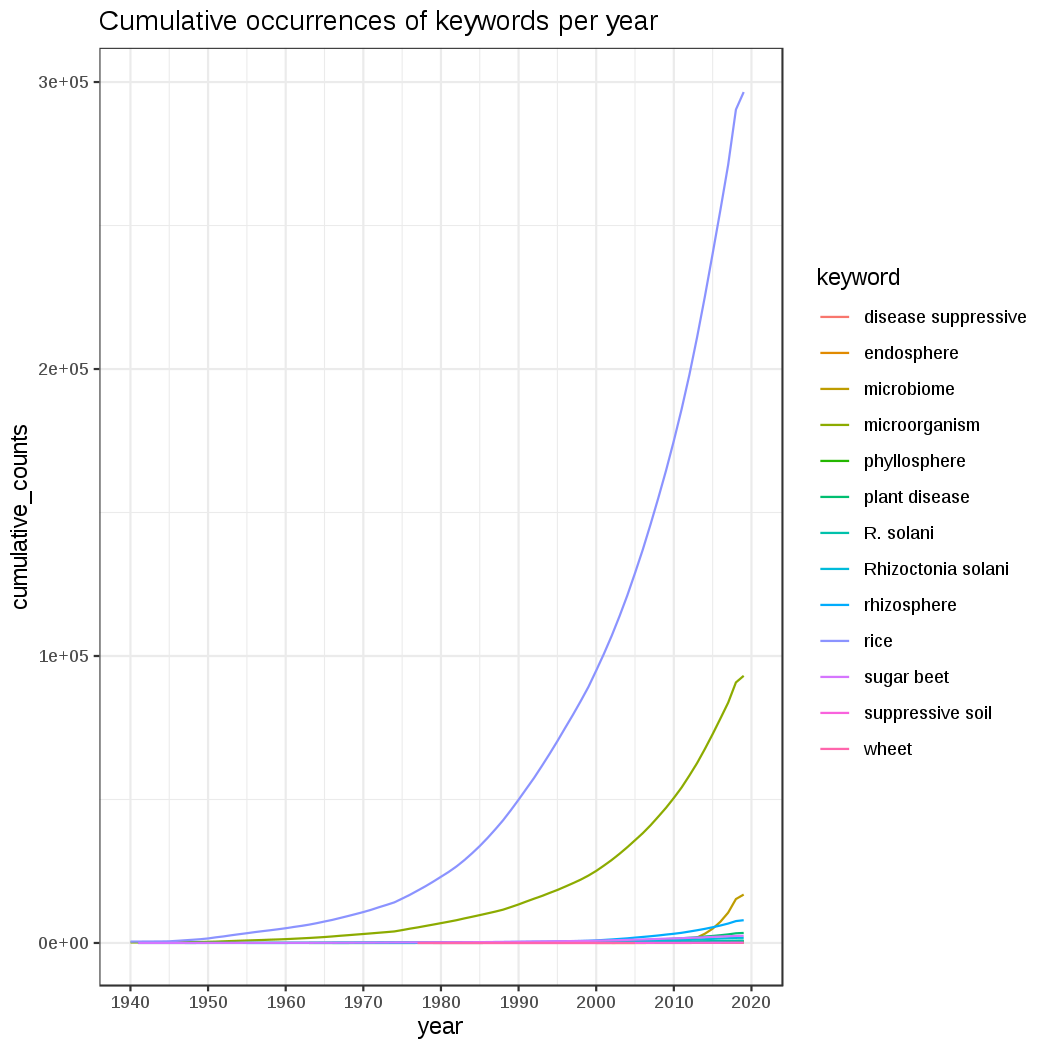 Cumulative occurrences of keywords per year
3e+05
2e+05
1e+05
0e+00
cumulative_counts
1940 1950 1960 1970 1980 1990 2000 2010 2020
year
keyword
disease suppressive
endosphere
microbiome
microorganism
phyllosphere
plant disease
R. solani
Rhizoctonia solani
rhizosphere
rice
sugar beet
suppressive soil
wheet